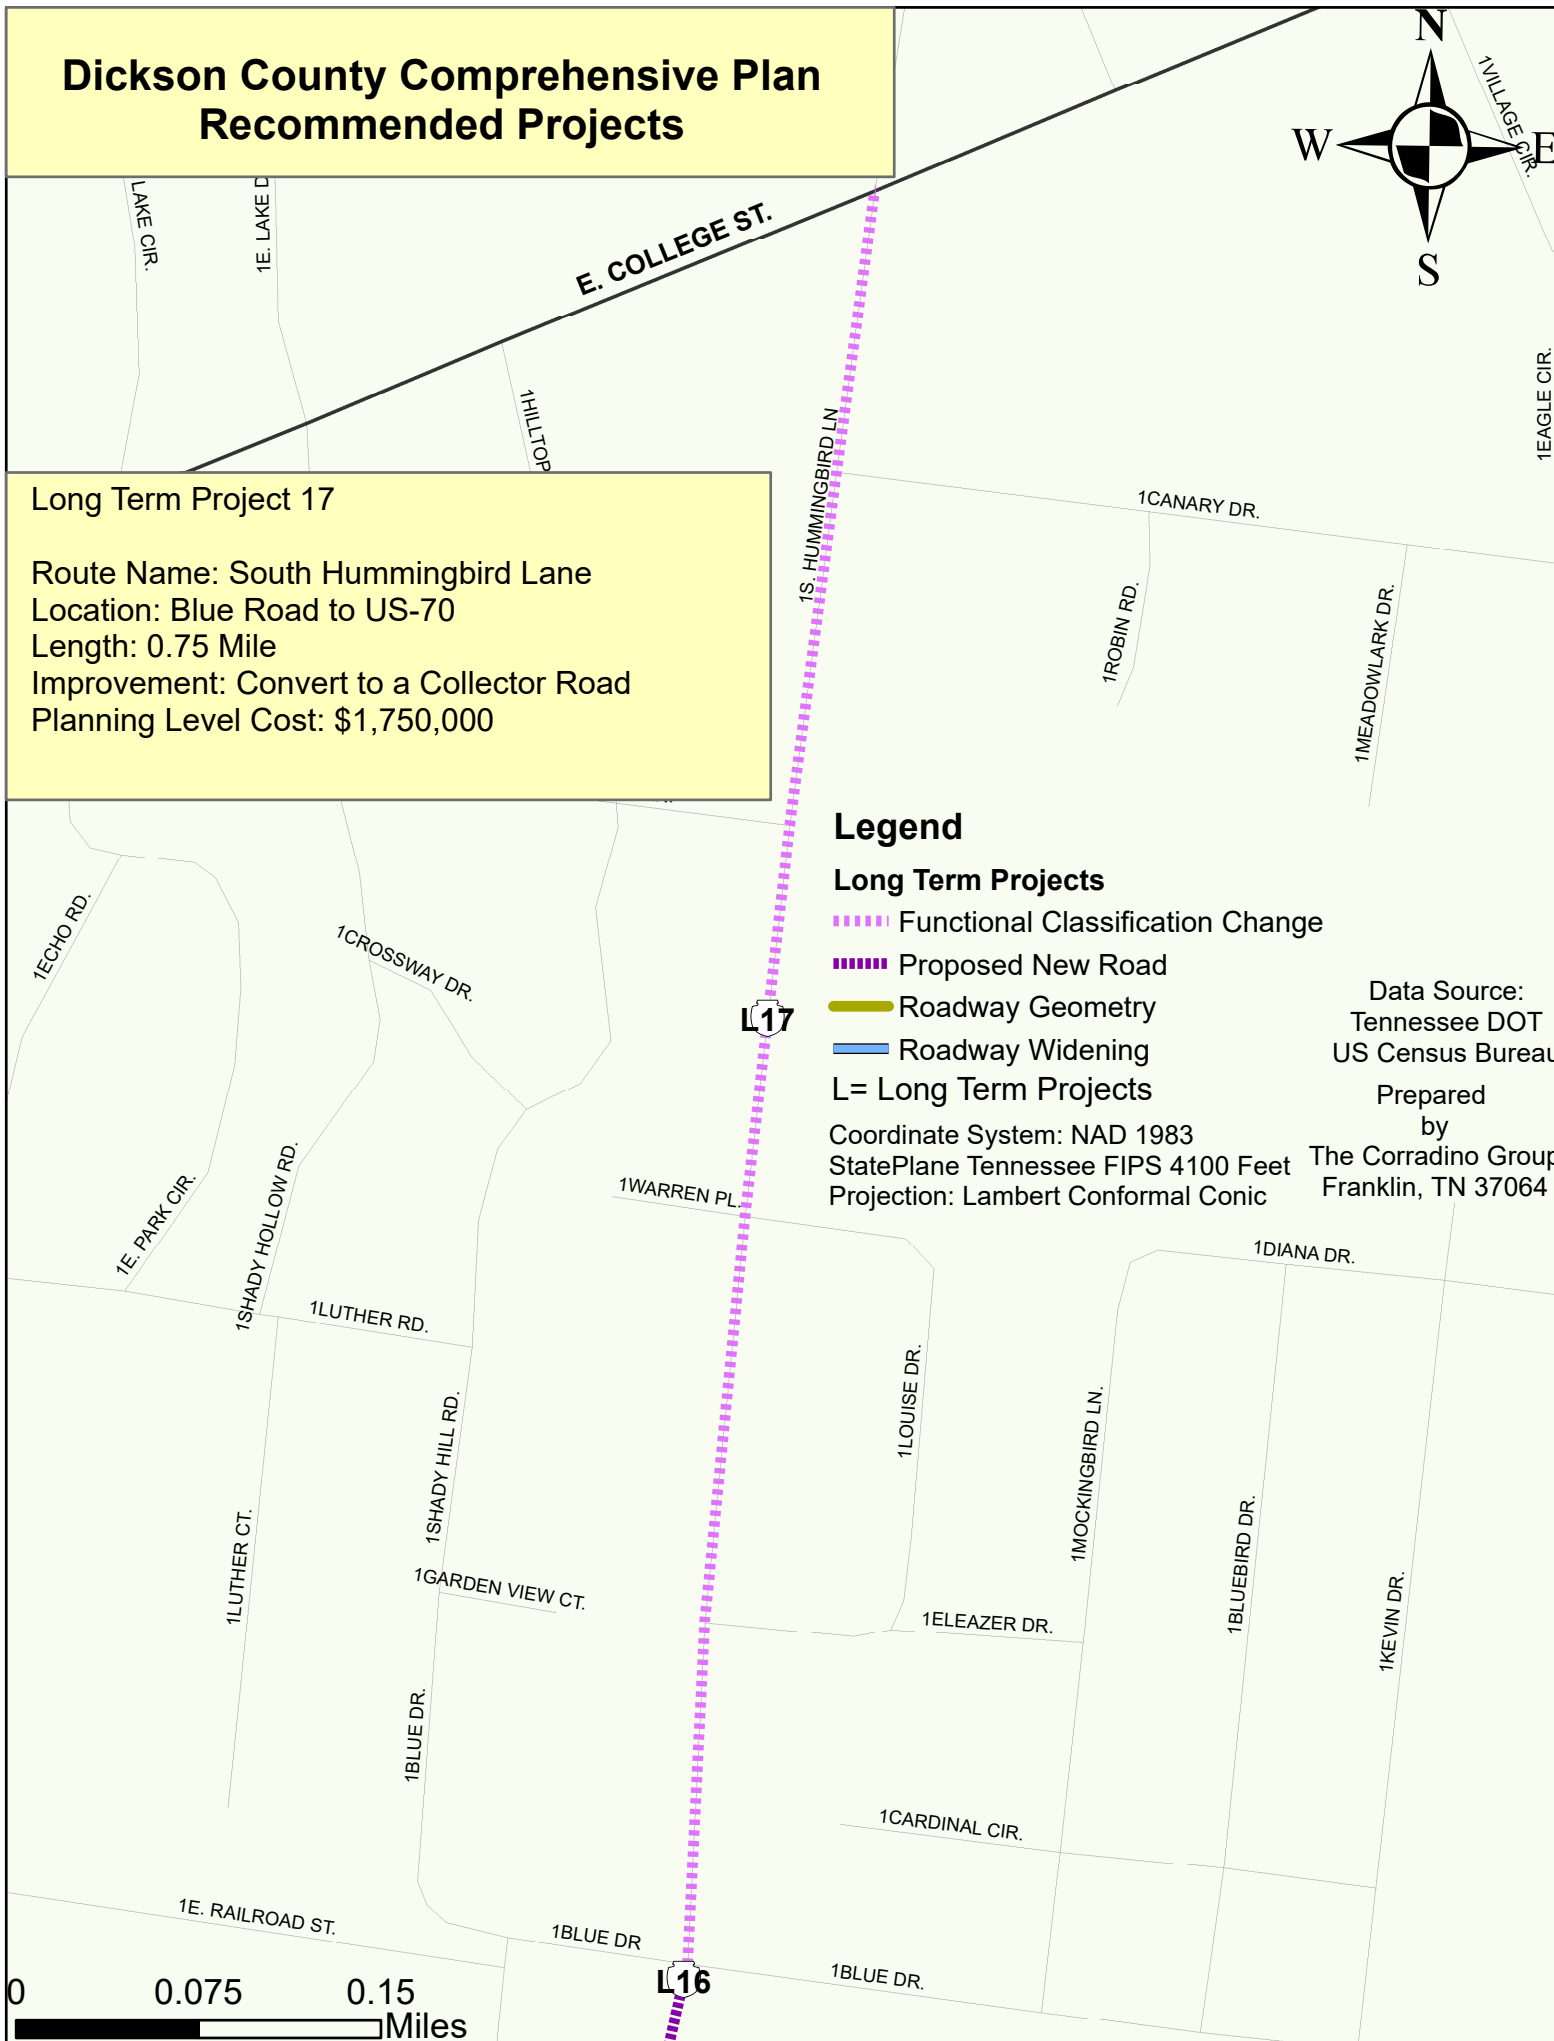 Dickson County Comprehensive Plan
Recommended Projects
N
W
E
S
1VILLAGE CIR.
LAKE CIR.
1E. LAKE D
E. COLLEGE ST.
1HILLTOP
1S. HUMMINGBIRD LN
1EAGLE CIR.
1CANARY DR.
1ROBIN RD.
1MEADOWLARK DR.
Long Term Project 17
Route Name: South Hummingbird Lane
Location: Blue Road to US-70
Length: 0.75 Mile
Improvement: Convert to a Collector Road
Planning Level Cost: $1,750,000
Legend
Long Term Projects
Functional Classification Change
Proposed New Road
Roadway Geometry
Roadway Widening
L= Long Term Projects
Coordinate System: NAD 1983
StatePlane Tennessee FIPS 4100 Feet
Projection: Lambert Conformal Conic
Data Source:
Tennessee DOT
US Census Bureau
Prepared
by
The Corradino Group
Franklin, TN 37064
1ECHO RD.
1CROSSWAY DR.
L17
1E. PARK CIR.
1SHADY HOLLOW RD.
1WARREN PL.
1DIANA DR.
1LUTHER RD.
1LOUISE DR.
1SHADY HILL RD.
1MOCKINGBIRD LN.
1LUTHER CT.
1BLUEBIRD DR.
1KEVIN DR.
1GARDEN VIEW CT.
1ELEAZER DR.
1BLUE DR.
1CARDINAL CIR.
1E. RAILROAD ST.
1BLUE DR
1BLUE DR.
L16
0 0.075 0.15
Miles